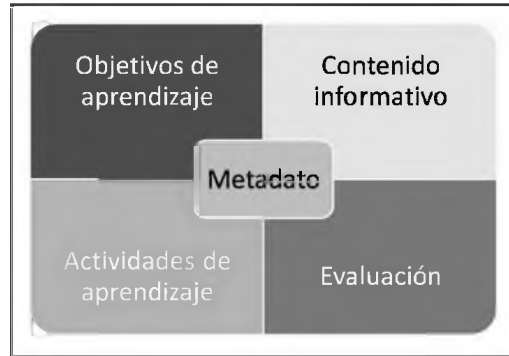 Objetivos de
aprendizaje
Contenido
informativo
Metadato
Actividades de
aprendizaje
Evaluación